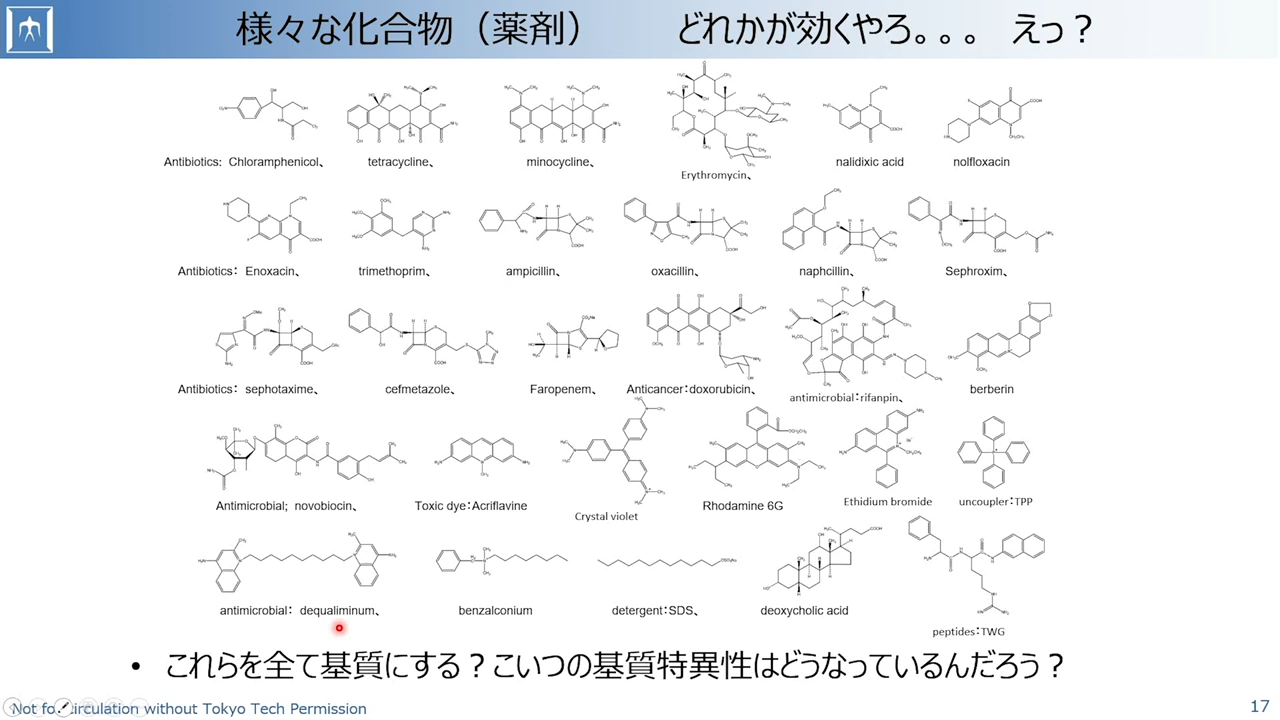 様々な化合物（薬剤）　　どれかが効くやろ。。。　えっ？
Antibiotics: Chloramphenicol、 tetracycline、 minocycline、 Erythromycin、 nalidixic acid nolfloxacin
Antibiotics： Enoxacin、 trimethoprim、 ampicillin、 oxacillin、 naphcillin、 Sephroxim、
Antibiotics： sephotaxime、 cefmetazole、 Faropenem、 Anticancer：doxorubicin、 antimicrobial：rifanpin、 berberin
Antimicrobial; novobiocin、 Toxic dye：Acriflavine Crystal violet Rhodamine 6G Ethidium bromide uncoupler：TPP
antimicrobial： dequaliminum、 benzalconium detergent：SDS、 deoxycholic acid peptides：TWG
• これらを全て基質にする？こいつの基質特異性はどうなっているんだろう？
Not for Circulation without Tokyo Tech Permission 17